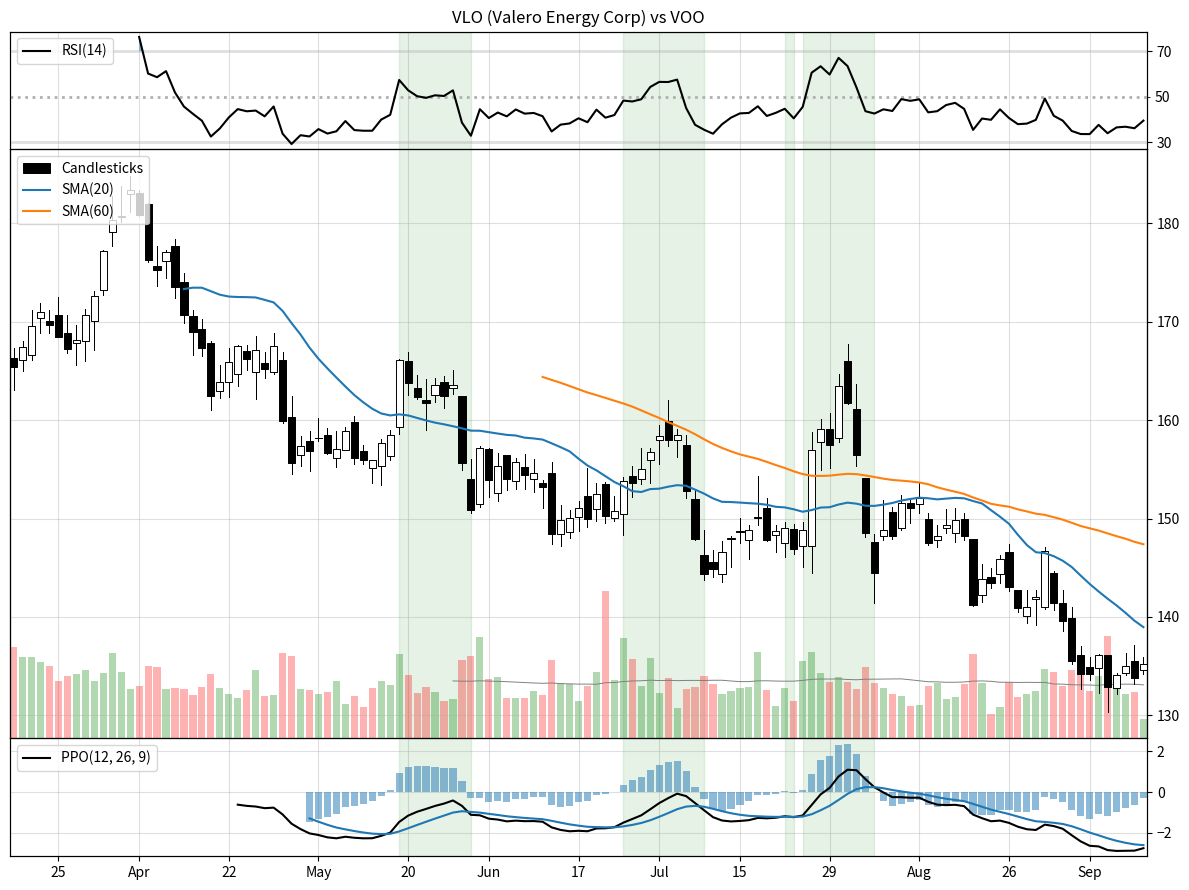 VLO (Valero Energy Corp) vs VOO
RSI(14)
70
50
30
Candlesticks
SMA(20)
SMA(60)
180
170
160
150
140
130
PPO(12, 26, 9)
2
0
−2
25 Apr 22 May 20 Jun 17 Jul 15 29 Aug 26 Sep